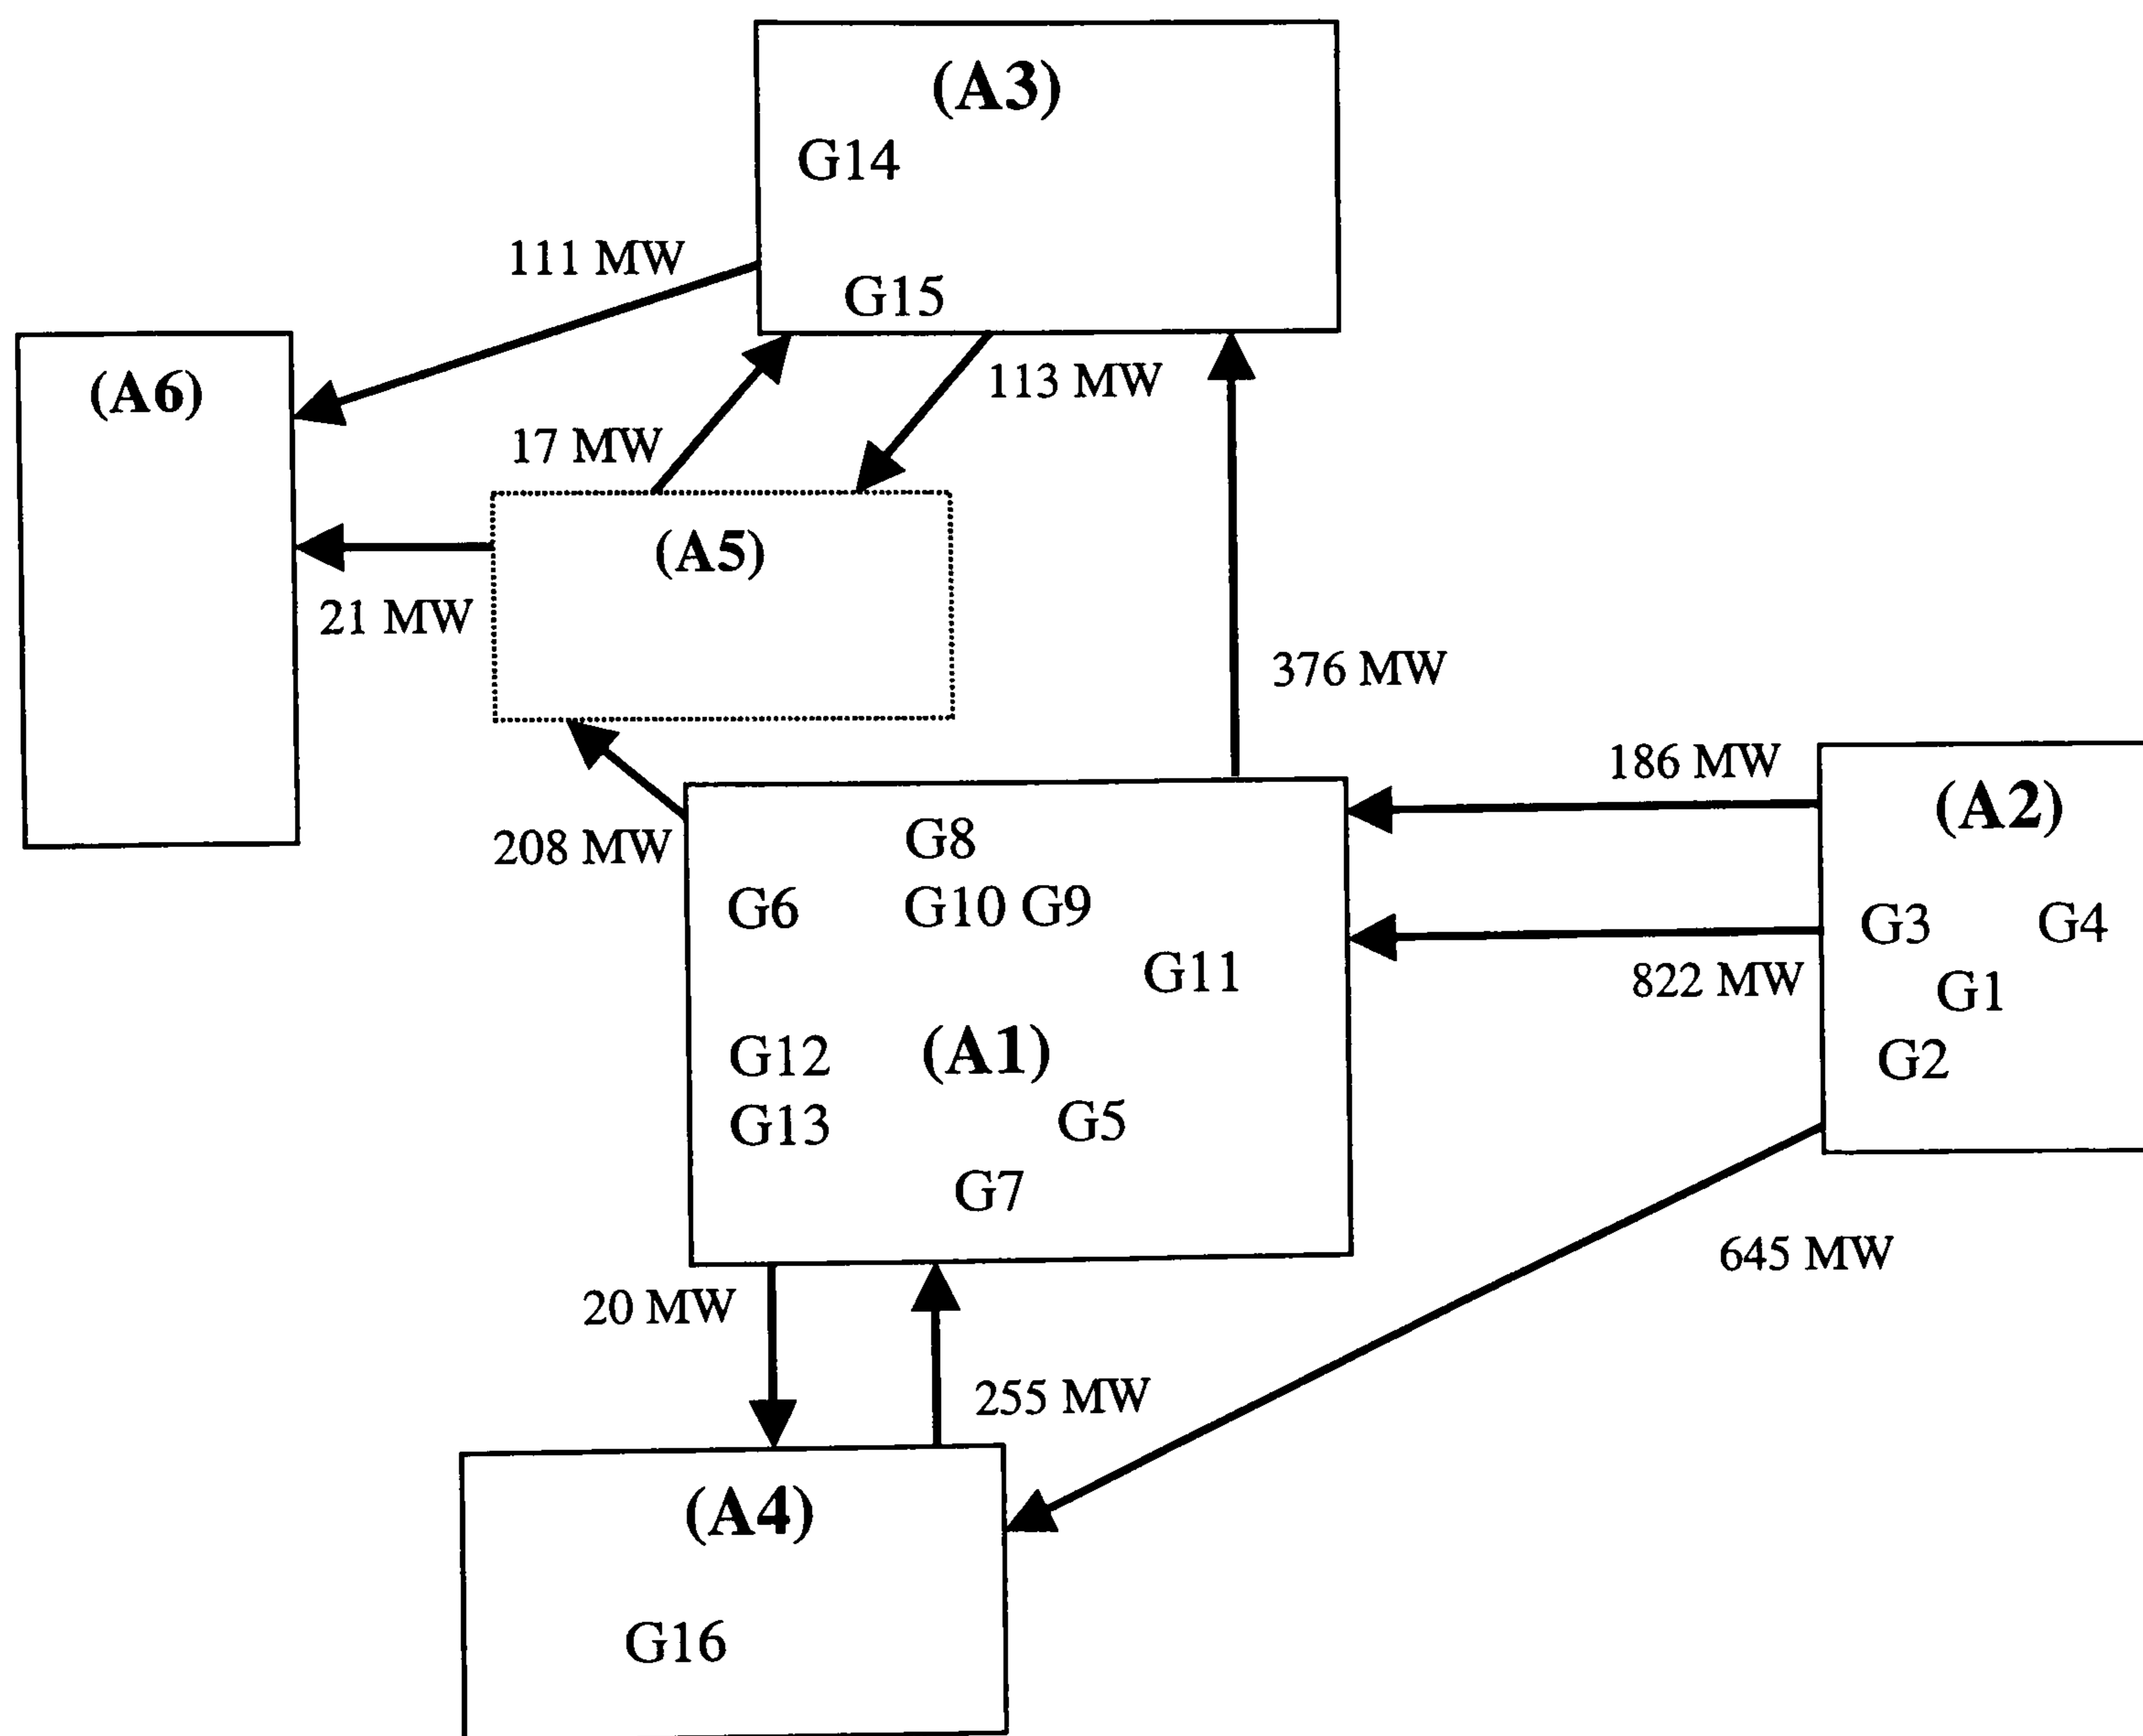 (A3)
G14
111 MW
G15
(A6)
113 MW
17 MW
(A5)
21 MW
376 MW
186 MW
(A2)
208 MW
G8
G6
G10 G9
G3
G4
G11
822 MW
G1
G12
(A1)
G2
G13
G5
G7
645 MW
20 MW
255 MW
(A4)
G16